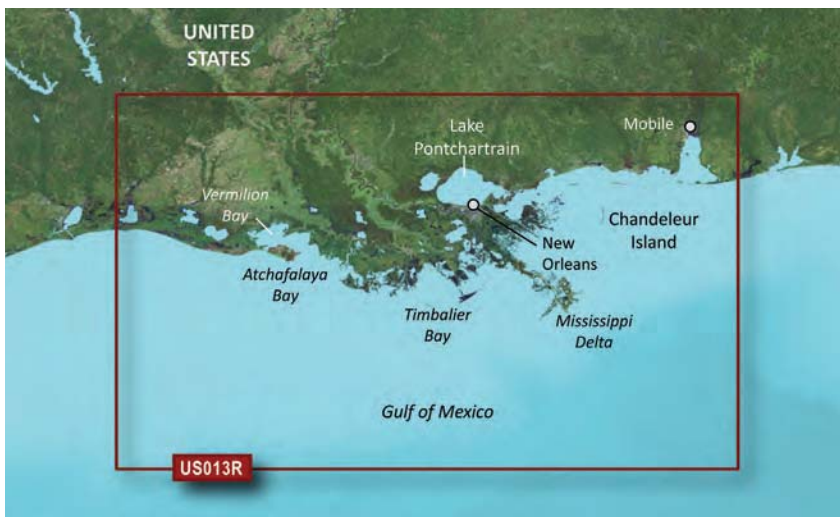 UNITED
STATES
Lake
Pontchartrain
Mobile
Vermilion
Bay
Chandeleur
Island
New
Orleans
Atchafalaya
Bay
Timbalier
Bay
Mississippi
Delta
Gulf of Mexico
US013R